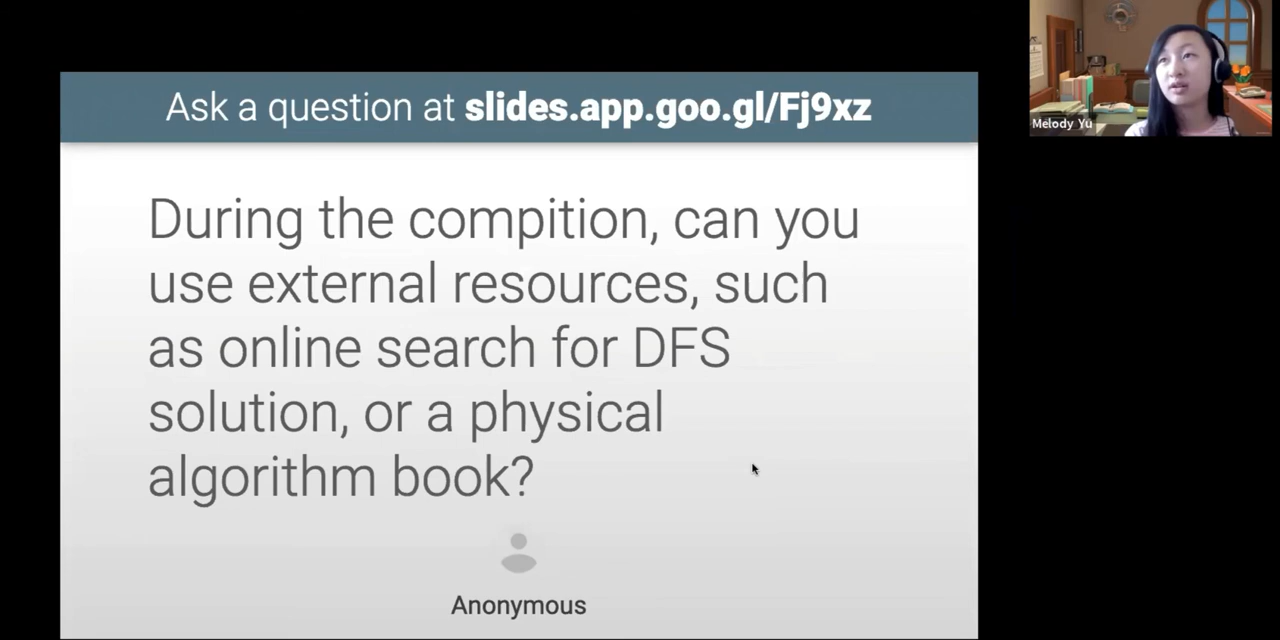 Ask a question at slides.app.goo.gl/Fj9xz
During the compition, can you
use external resources, such
as online search for DFS
solution, or a physical
algorithm book?
Anonymous
Melody Yu